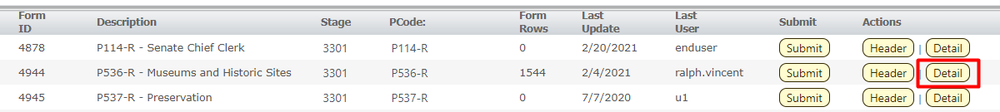 Form ID Description Stage PCode: Form Rows Last Update Last User Submit Actions
4878 P114-R - Senate Chief Clerk 3301 P114-R 0 2/20/2021 enduser Submit Header | Detail
4944 P536-R - Museums and Historic Sites 3301 P536-R 1544 2/4/2021 ralph.vincent Submit Header | Detail
4945 P537-R - Preservation 3301 P537-R 0 7/7/2020 u1 Submit Header | Detail